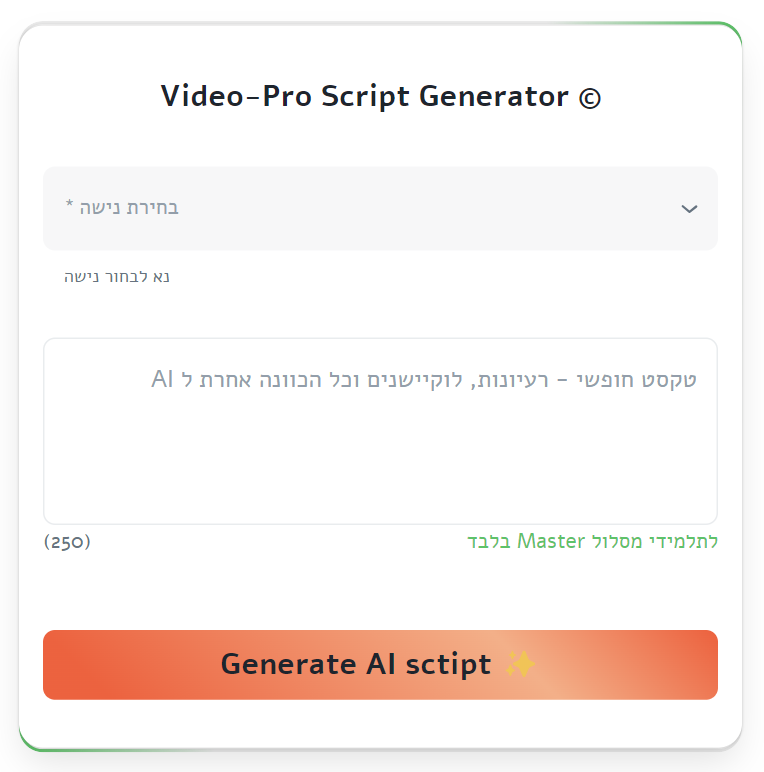 Video-Pro Script Generator ©
בחירת נישה *
נא לבחור נישה
טקסט חופשי - רעיונות, לוקיישנים וכל הכוונה אחרת ל AI
לתלמידי מסלול Master בלבד
(250)
Generate AI sctipt ✨